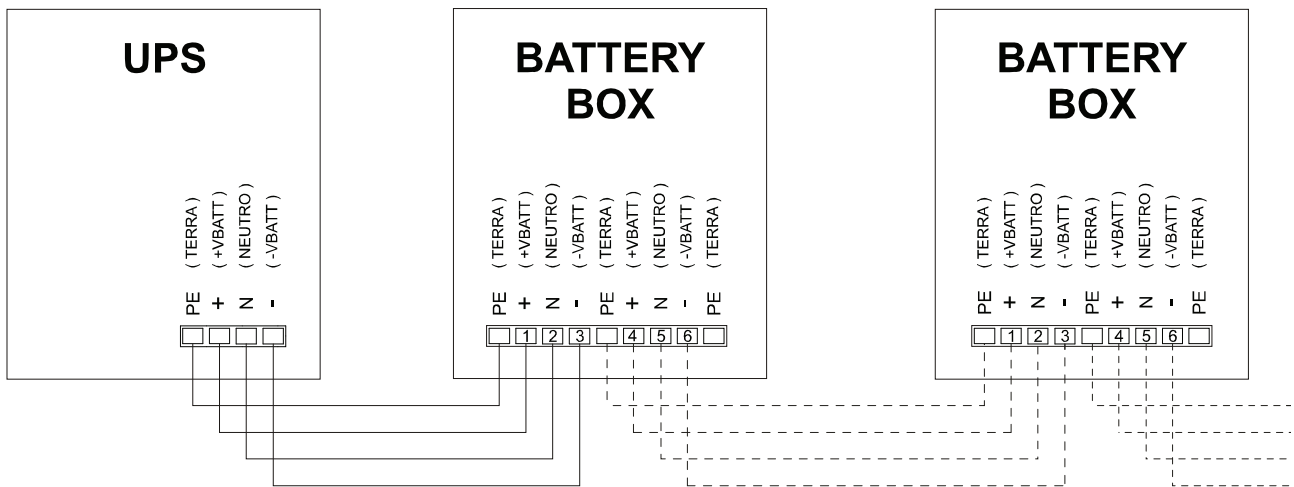 UPS
BATTERY
BOX
BATTERY
BOX
( TERRA )
( +VBATT )
( NEUTRO )
( -VBATT )
( TERRA )
( +VBATT )
( NEUTRO )
( -VBATT )
( TERRA )
( +VBATT )
( NEUTRO )
( -VBATT )
( TERRA )
( TERRA )
( +VBATT )
( NEUTRO )
( -VBATT )
( TERRA )
( +VBATT )
( NEUTRO )
( -VBATT )
( TERRA )
PE + N -
PE + N - PE + N - PE
PE + N - PE + N - PE
1 2 3 4 5 6
1 2 3 4 5 6